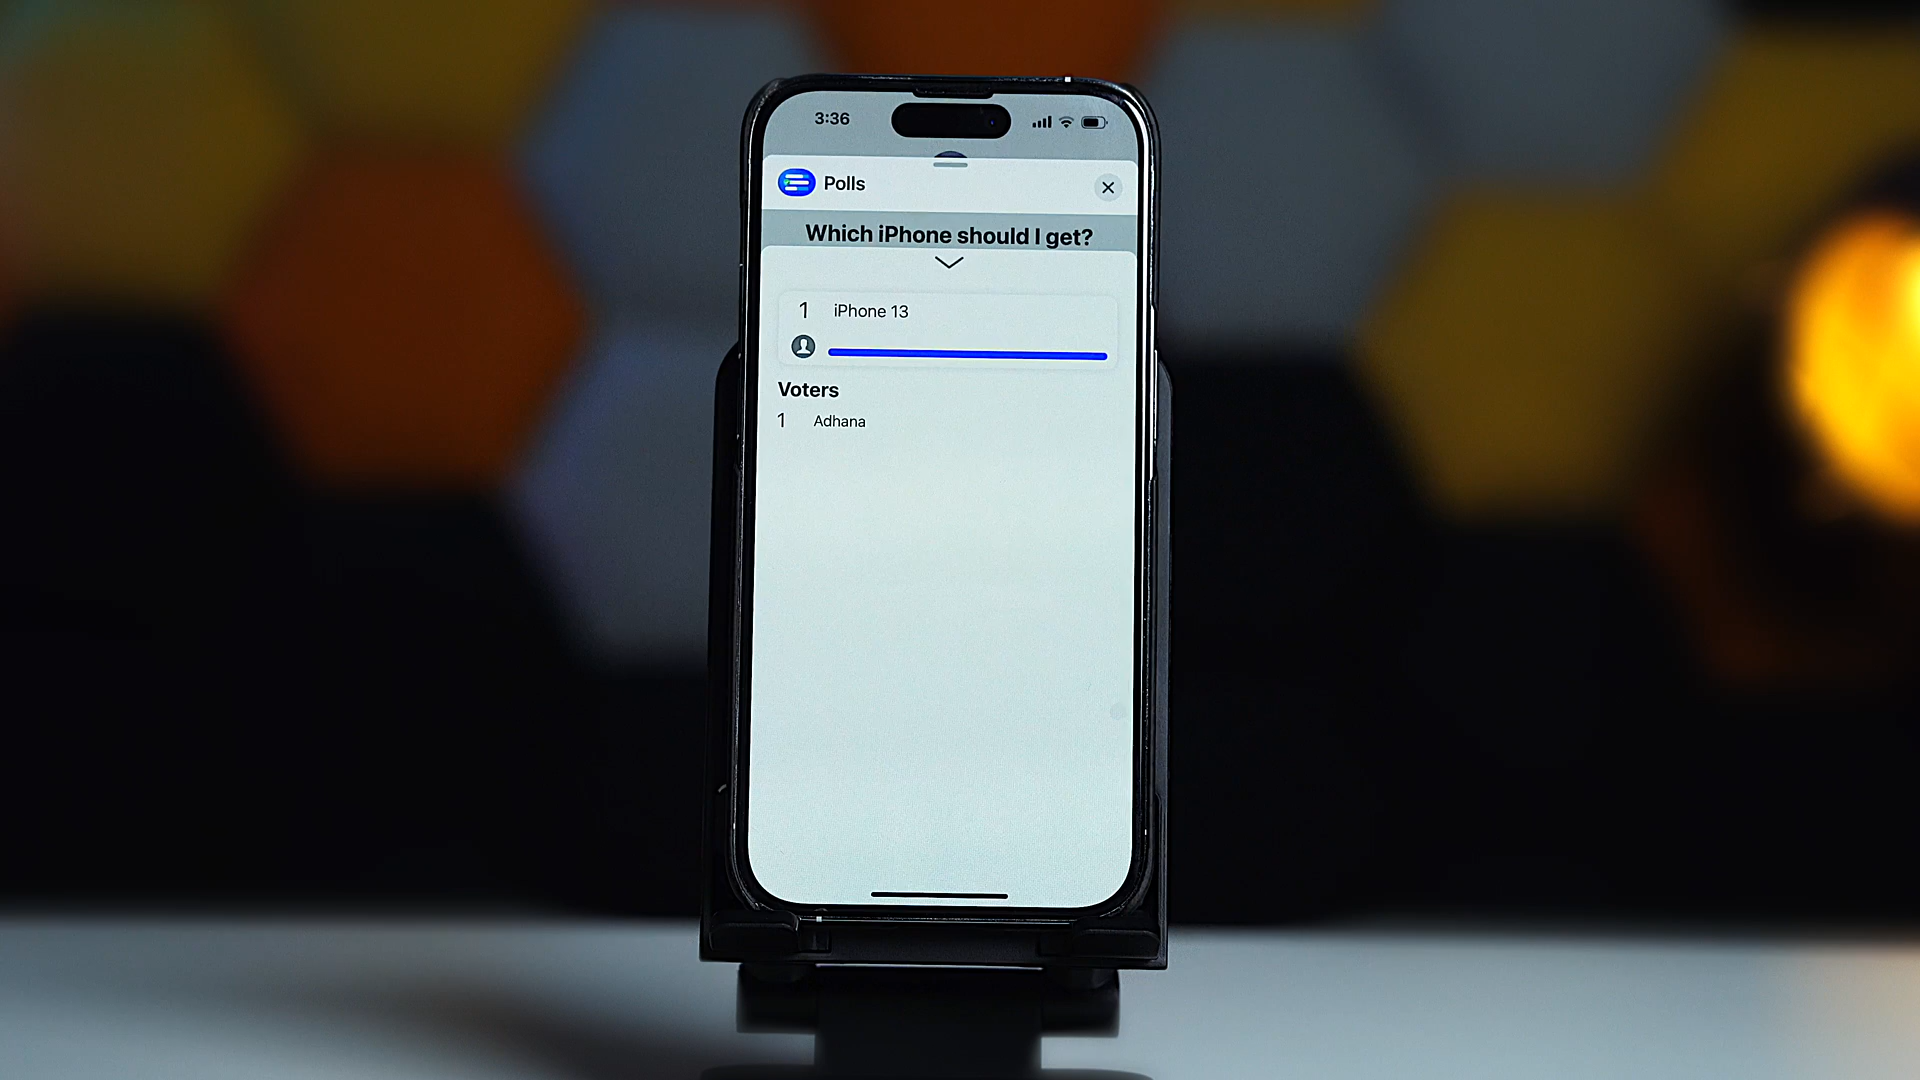 3:36
Polls
Which iPhone should I get?
1 iPhone 13
Voters
1 Adhana